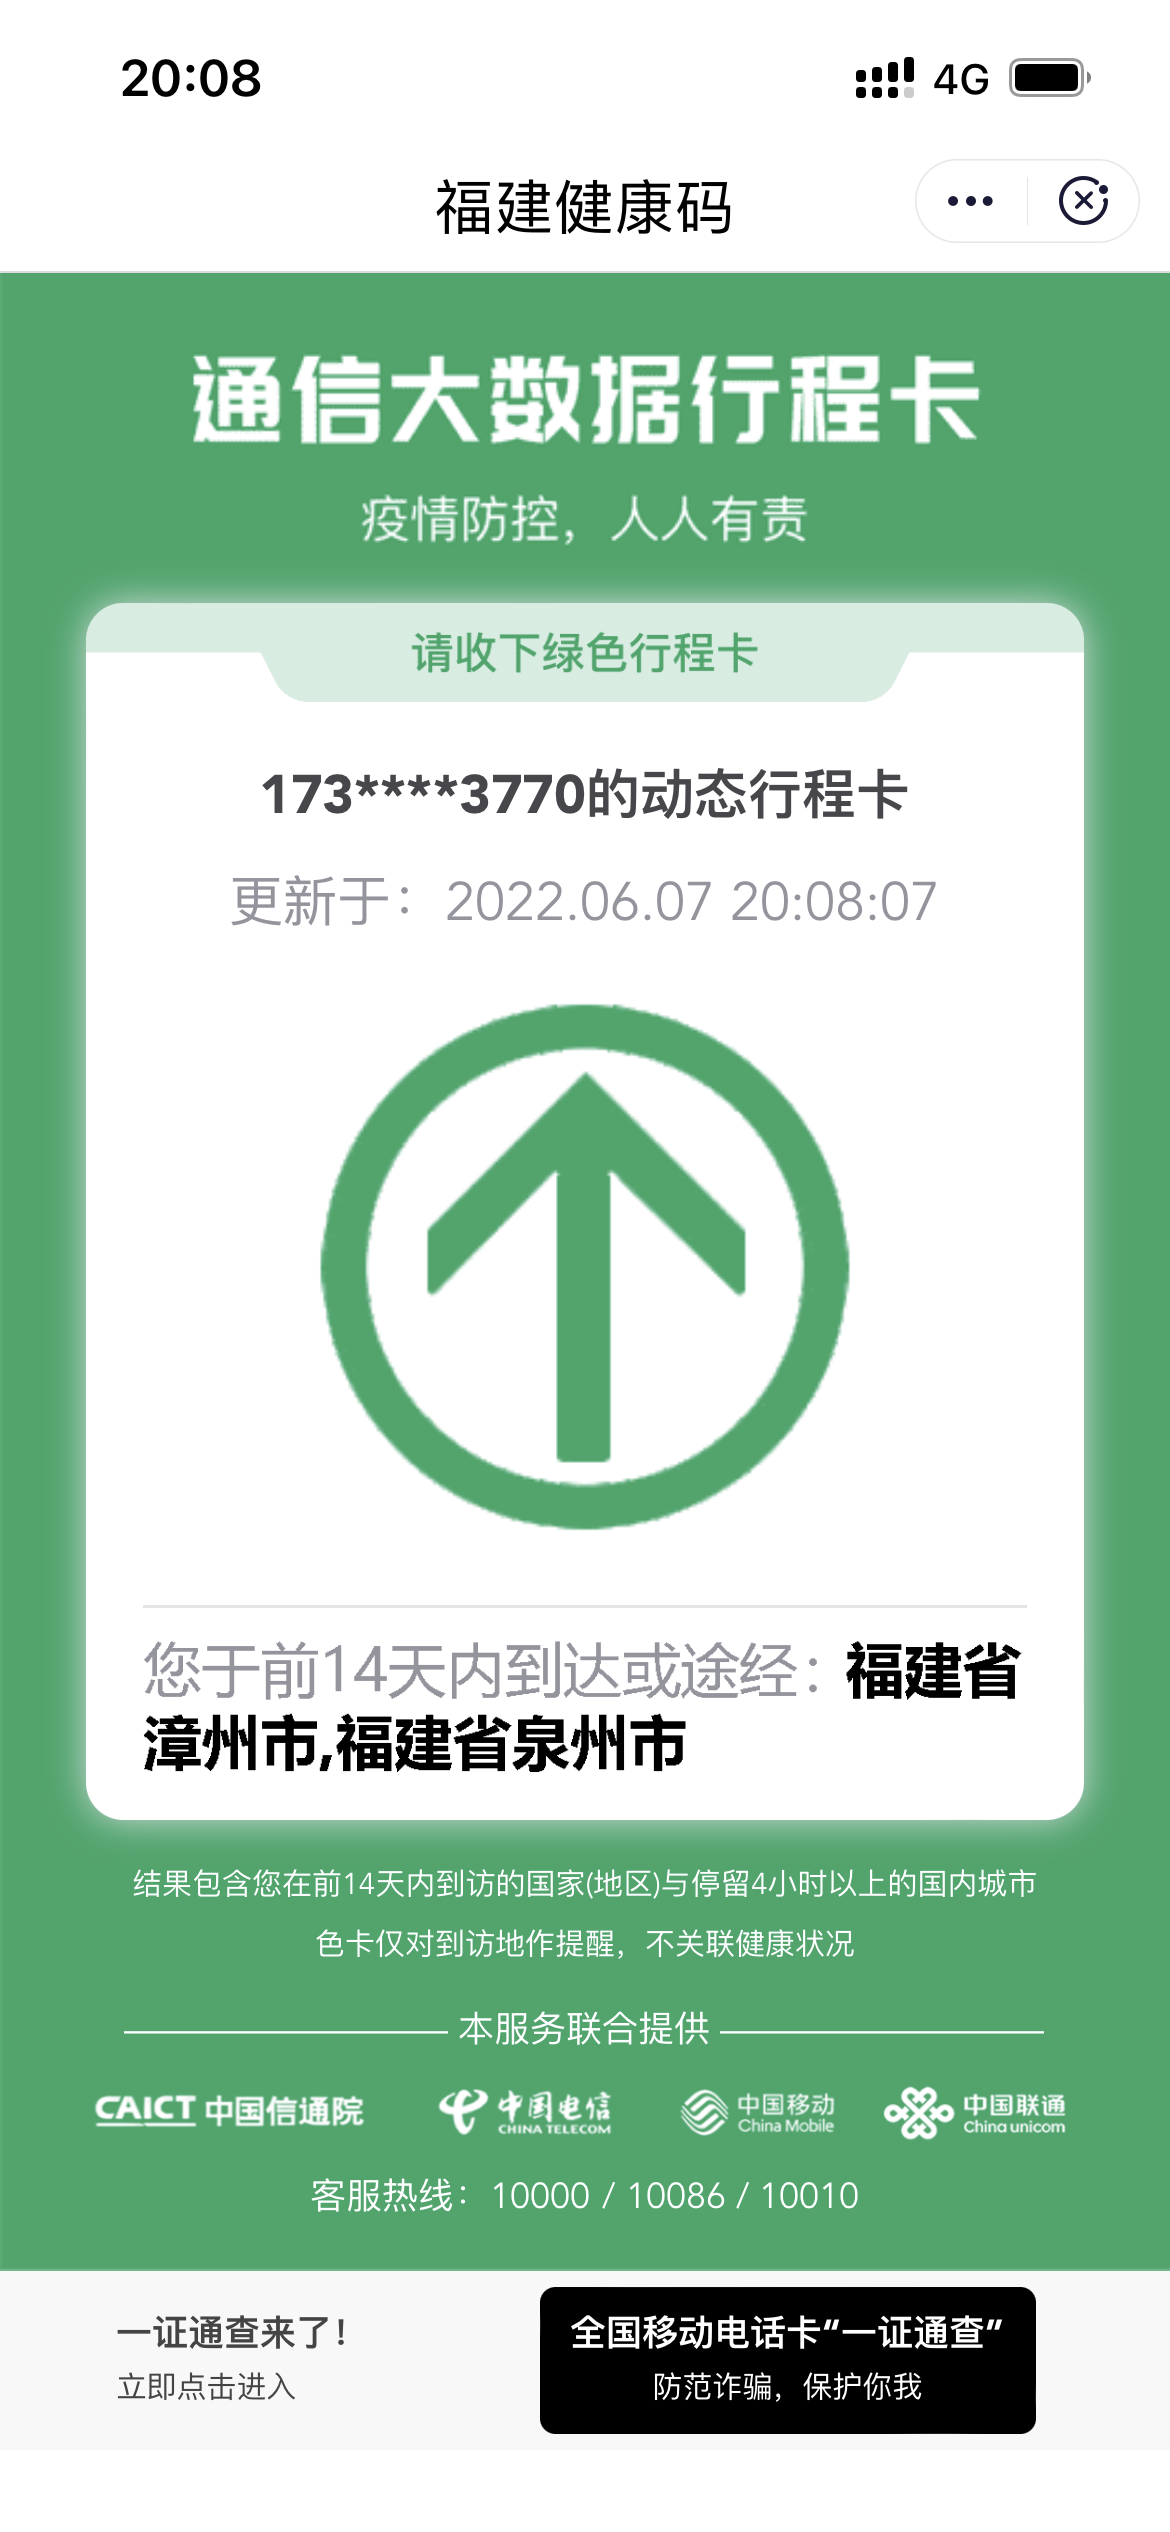 20:08
4G
福建健康码
通信大数据行程卡
疫情防控，人人有责
请收下绿色行程卡
173****3770的动态行程卡
更新于：2022.06.07 20:08:07
您于前14天内到达或途经：福建省
漳州市,福建省泉州市
结果包含您在前14天内到访的国家(地区)与停留4小时以上的国内城市
色卡仅对到访地作提醒，不关联健康状况
本服务联合提供
CAICT 中国信通院
中国电信
CHINA TELECOM
中国移动
China Mobile
中国联通
China unicom
客服热线：10000 / 10086 / 10010
一证通查来了！
立即点击进入
全国移动电话卡“一证通查”
防范诈骗，保护你我